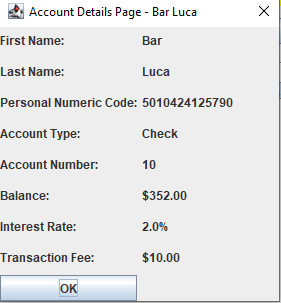 Account Details Page - Bar Luca
First Name: Bar
Last Name: Luca
Personal Numeric Code: 5010424125790
Account Type: Check
Account Number: 10
Balance: $352.00
Interest Rate: 2.0%
Transaction Fee: $10.00
OK